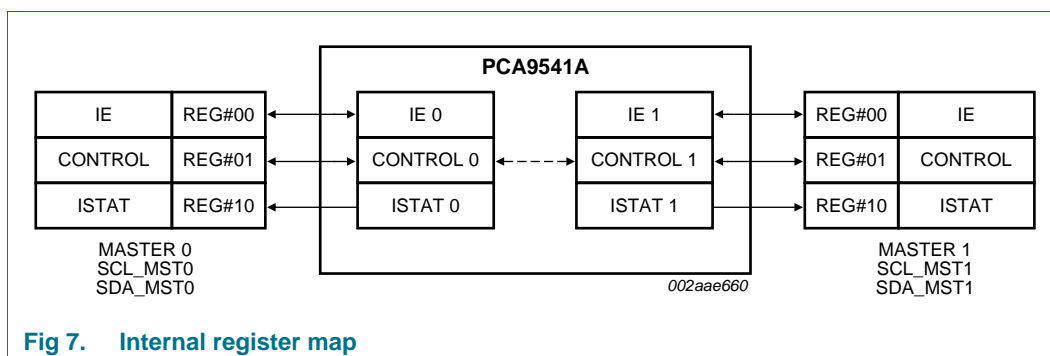 PCA9541A
IE REG#00 IE 0 IE 1 REG#00 IE
CONTROL REG#01 CONTROL 0 CONTROL 1 REG#01 CONTROL
ISTAT REG#10 ISTAT 0 ISTAT 1 REG#10 ISTAT
MASTER 0
SCL_MST0
SDA_MST0
MASTER 1
SCL_MST1
SDA_MST1
002aae660
Fig 7. Internal register map